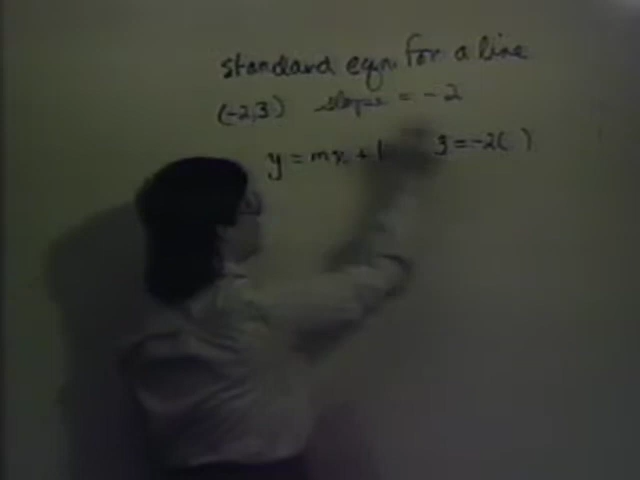 standard eqn. for a line
(-2,3) slope = -2
y = mx + 3 = -2( )